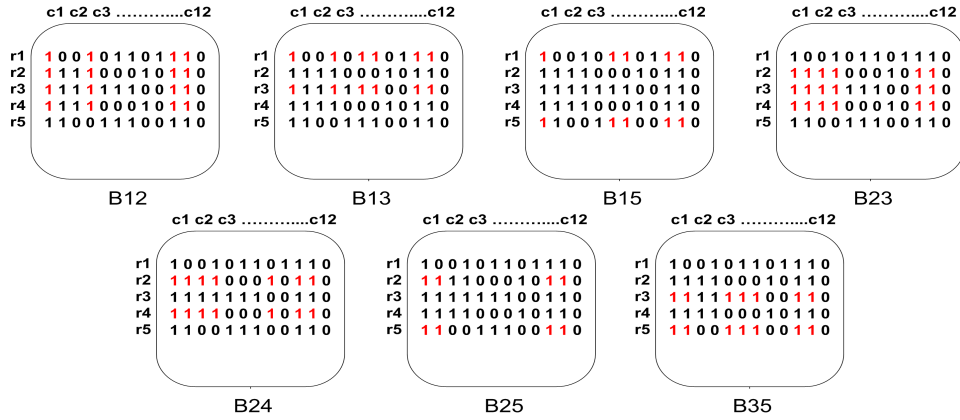 c1 c2 c3 ………....c12
r1 1 0 0 1 0 1 1 0 1 1 1 0
r2 1 1 1 1 0 0 0 1 0 1 1 0
r3 1 1 1 1 1 1 1 0 0 1 1 0
r4 1 1 1 1 0 0 0 1 0 1 1 0
r5 1 1 0 0 1 1 1 0 0 1 1 0
B12
c1 c2 c3 ………....c12
r1 1 0 0 1 0 1 1 0 1 1 1 0
r2 1 1 1 1 0 0 0 1 0 1 1 0
r3 1 1 1 1 1 1 1 0 0 1 1 0
r4 1 1 1 1 0 0 0 1 0 1 1 0
r5 1 1 0 0 1 1 1 0 0 1 1 0
B13
c1 c2 c3 ………....c12
r1 1 0 0 1 0 1 1 0 1 1 1 0
r2 1 1 1 1 0 0 0 1 0 1 1 0
r3 1 1 1 1 1 1 1 0 0 1 1 0
r4 1 1 1 1 0 0 0 1 0 1 1 0
r5 1 1 0 0 1 1 1 0 0 1 1 0
B15
c1 c2 c3 ………....c12
r1 1 0 0 1 0 1 1 0 1 1 1 0
r2 1 1 1 1 0 0 0 1 0 1 1 0
r3 1 1 1 1 1 1 1 0 0 1 1 0
r4 1 1 1 1 0 0 0 1 0 1 1 0
r5 1 1 0 0 1 1 1 0 0 1 1 0
B23
c1 c2 c3 ………....c12
r1 1 0 0 1 0 1 1 0 1 1 1 0
r2 1 1 1 1 0 0 0 1 0 1 1 0
r3 1 1 1 1 1 1 1 0 0 1 1 0
r4 1 1 1 1 0 0 0 1 0 1 1 0
r5 1 1 0 0 1 1 1 0 0 1 1 0
B24
c1 c2 c3 ………....c12
r1 1 0 0 1 0 1 1 0 1 1 1 0
r2 1 1 1 1 0 0 0 1 0 1 1 0
r3 1 1 1 1 1 1 1 0 0 1 1 0
r4 1 1 1 1 0 0 0 1 0 1 1 0
r5 1 1 0 0 1 1 1 0 0 1 1 0
B25
c1 c2 c3 ………....c12
r1 1 0 0 1 0 1 1 0 1 1 1 0
r2 1 1 1 1 0 0 0 1 0 1 1 0
r3 1 1 1 1 1 1 1 0 0 1 1 0
r4 1 1 1 1 0 0 0 1 0 1 1 0
r5 1 1 0 0 1 1 1 0 0 1 1 0
B35